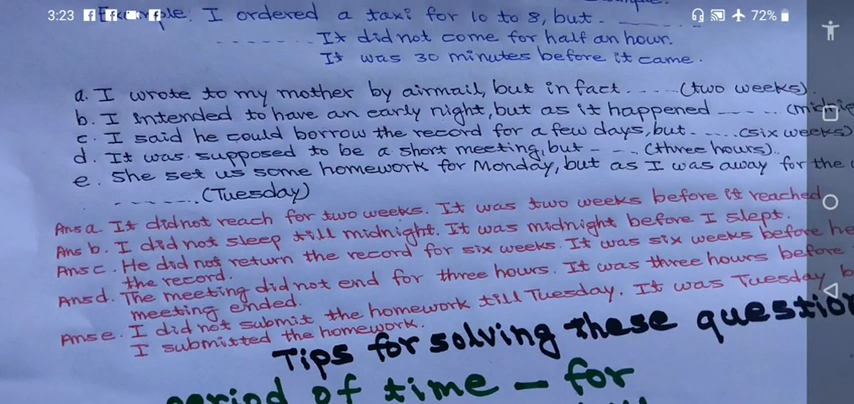 3:23 72%
Example: I ordered a taxi for 10 to 8, but. ______
- - - - - - - It did not come for half an hour.
It was 30 minutes before it came.
a. I wrote to my mother by airmail, but in fact. - - - . (two weeks).
b. I intended to have an early night, but as it happened - - - - . .
c. I said he could borrow the record for a few days, but - . - - . . (six weeks)
d. It was supposed to be a short meeting, but - - . . (three hours).
e. She set us some homework for Monday, but as I was away for the
- - - - - - . (Tuesday)
Ans a. It did not reach for two weeks. It was two weeks before it reached
Ans b. I did not sleep till midnight. It was midnight before I slept.
Ans c. He did not return the record for six weeks. It was six weeks before he
the record.
Ans d. The meeting did not end for three hours. It was three hours before
meeting ended.
Ans e. I did not submit the homework till Tuesday. It was Tuesday b
I submitted the homework.
Tips for solving these question
period of time - for